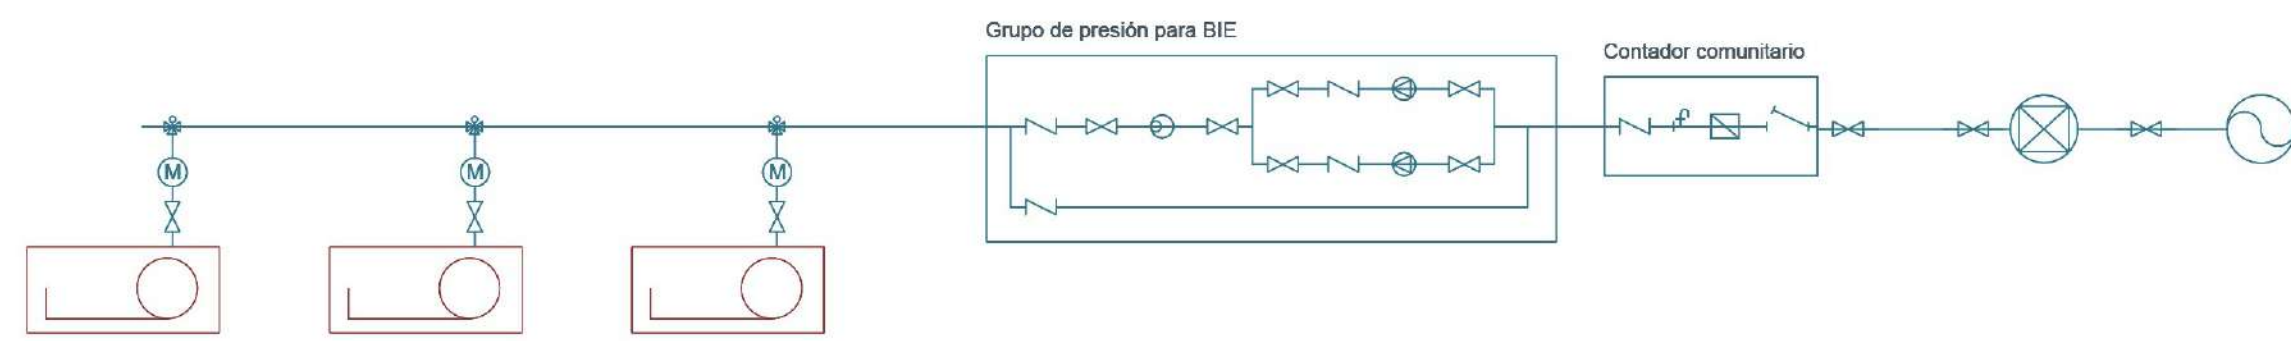 Grupo de presión para BIE
Contador comunitario
M M M